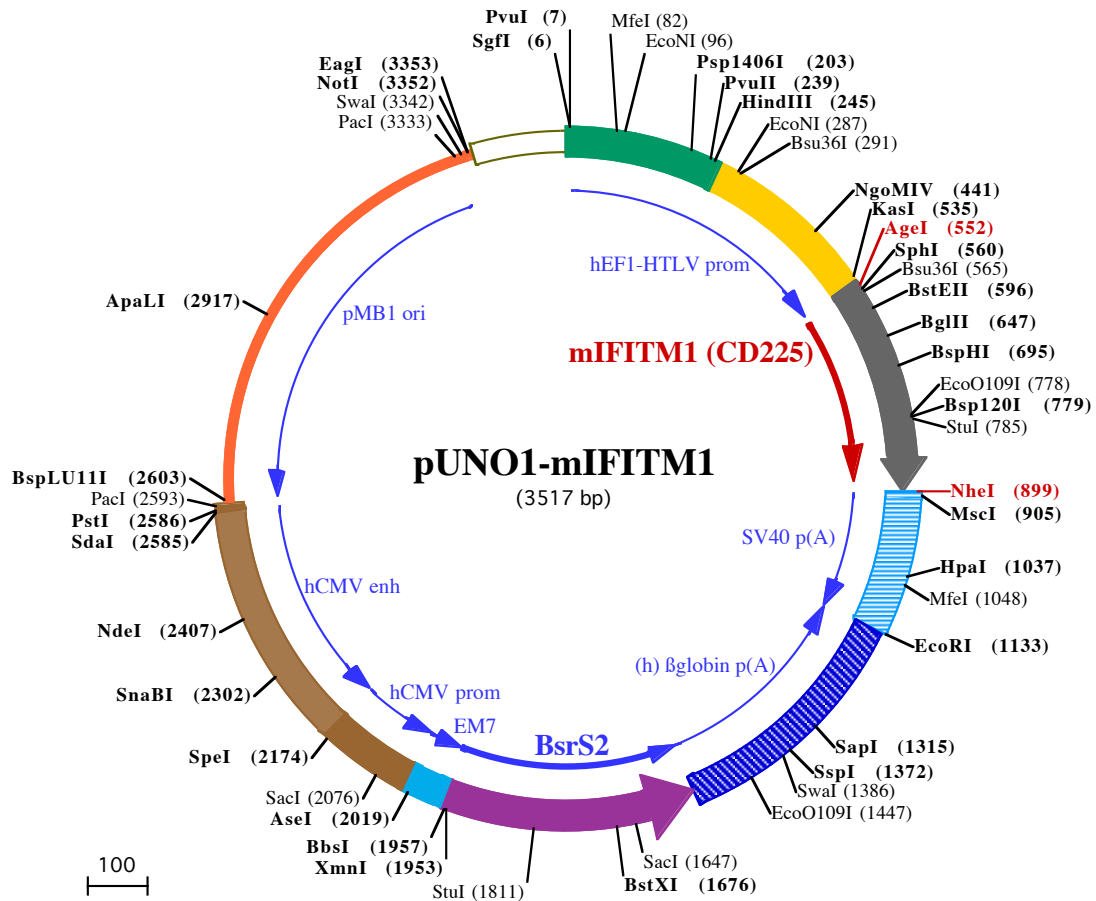 PvuI (7)
SgfI (6)
MfeI (82)
EcoNI (96)
Psp1406I (203)
PvuII (239)
HindIII (245)
EcoNI (287)
Bsu36I (291)
NgoMIV (441)
KasI (535)
AgeI (552)
SphI (560)
Bsu36I (565)
BstEII (596)
BglII (647)
BspHI (695)
EcoO109I (778)
Bsp120I (779)
StuI (785)
NheI (899)
MscI (905)
HpaI (1037)
MfeI (1048)
EcoRI (1133)
SapI (1315)
SspI (1372)
SwaI (1386)
EcoO109I (1447)
SacI (1647)
BstXI (1676)
StuI (1811)
XmnI (1953)
BbsI (1957)
AseI (2019)
SacI (2076)
SpeI (2174)
SnaBI (2302)
NdeI (2407)
SdaI (2585)
PstI (2586)
PacI (2593)
BspLU11I (2603)
ApaLI (2917)
PacI (3333)
SwaI (3342)
NotI (3352)
EagI (3353)
hEF1-HTLV prom
pMB1 ori
mIFITM1 (CD225)
pUNO1-mIFITM1
(3517 bp)
SV40 p(A)
hCMV enh
(h) ßglobin p(A)
hCMV prom
EM7
BsrS2
100